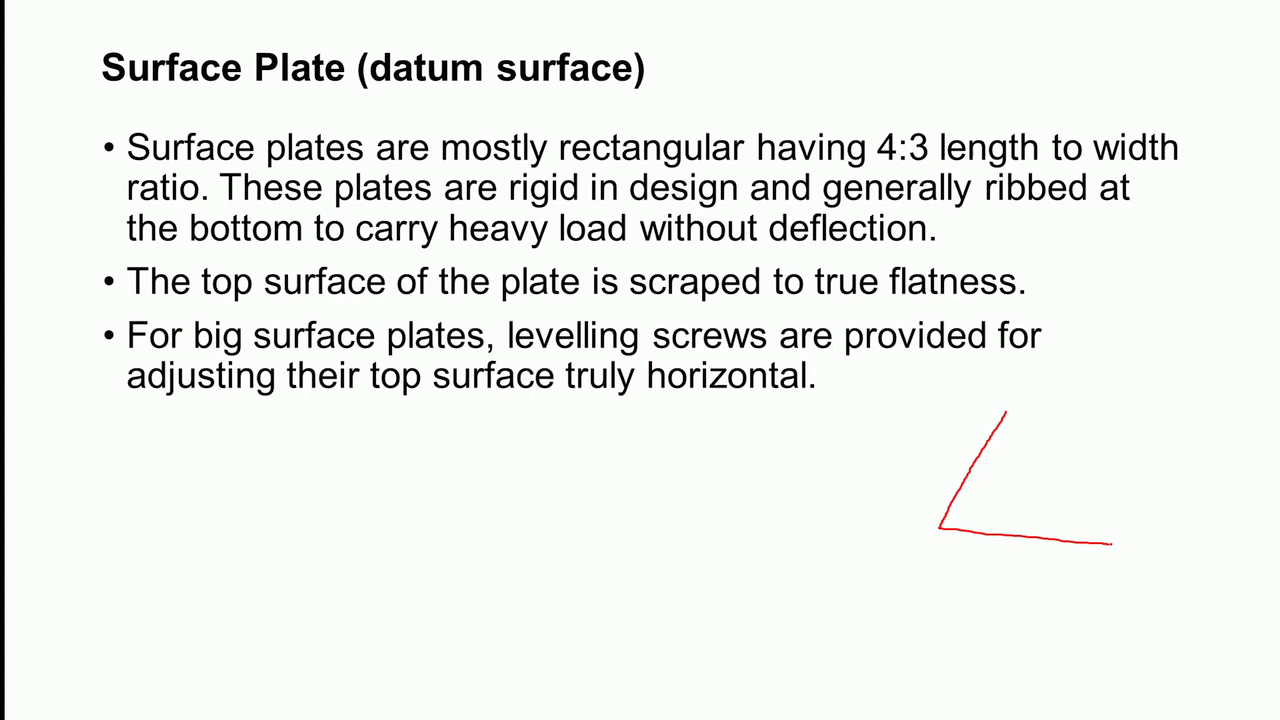 Surface Plate (datum surface)
• Surface plates are mostly rectangular having 4:3 length to width
ratio. These plates are rigid in design and generally ribbed at
the bottom to carry heavy load without deflection.
• The top surface of the plate is scraped to true flatness.
• For big surface plates, levelling screws are provided for
adjusting their top surface truly horizontal.